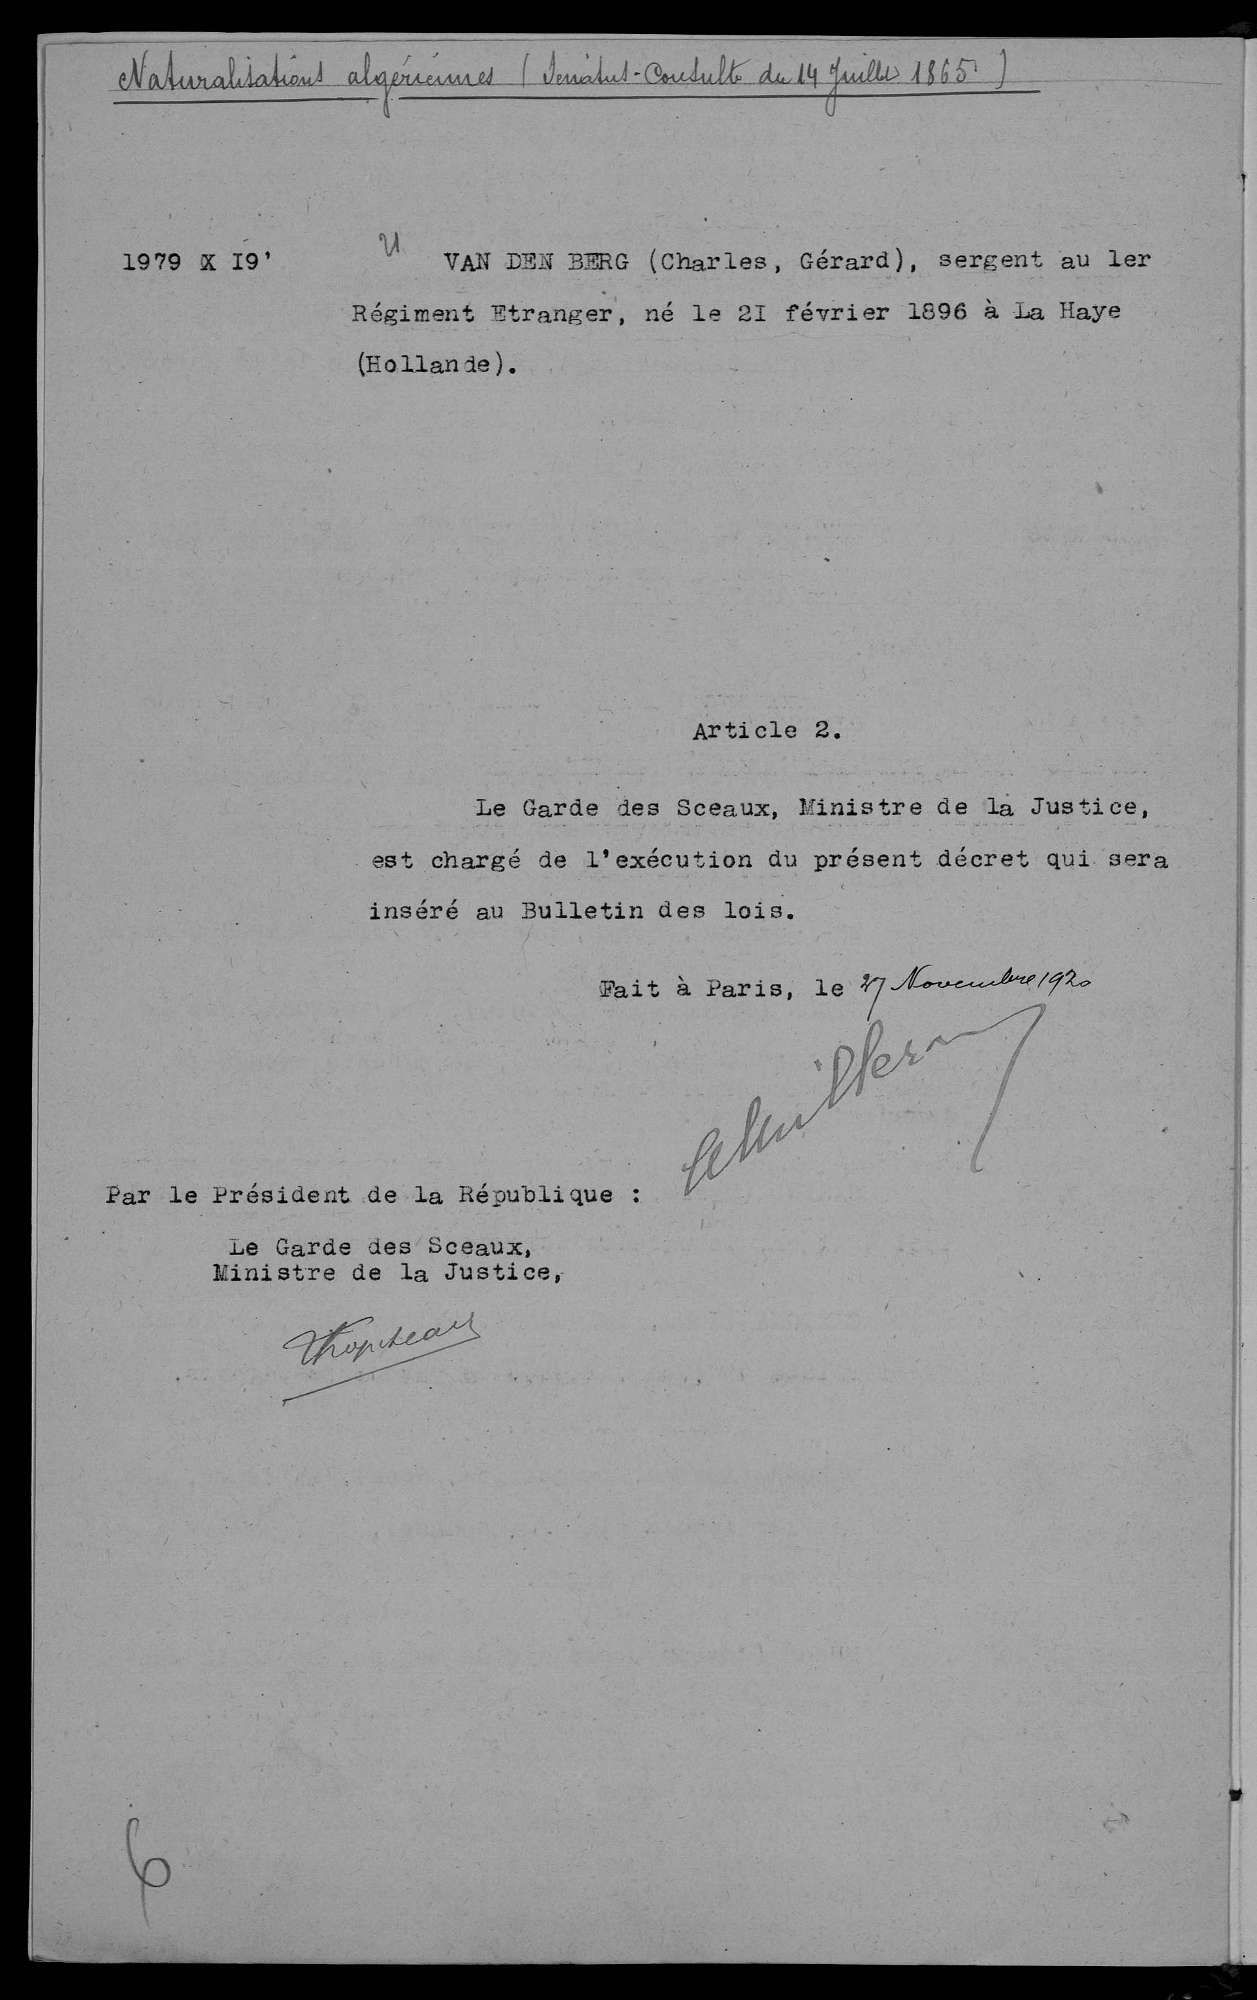 Naturalisations algériennes (Senatus-Consulte du 14 Juillet 1865)
1979 X I9' VAN DEN BERG (Charles, Gérard), sergent au 1er
Régiment Etranger, né le 2I février 1896 à La Haye
(Hollande).
Article 2.
Le Garde des Sceaux, Ministre de la Justice,
est chargé de l'exécution du présent décret qui sera
inséré au Bulletin des lois.
Fait à Paris, le 27 Novembre 1920
Par le Président de la République :
Le Garde des Sceaux,
Ministre de la Justice,
6